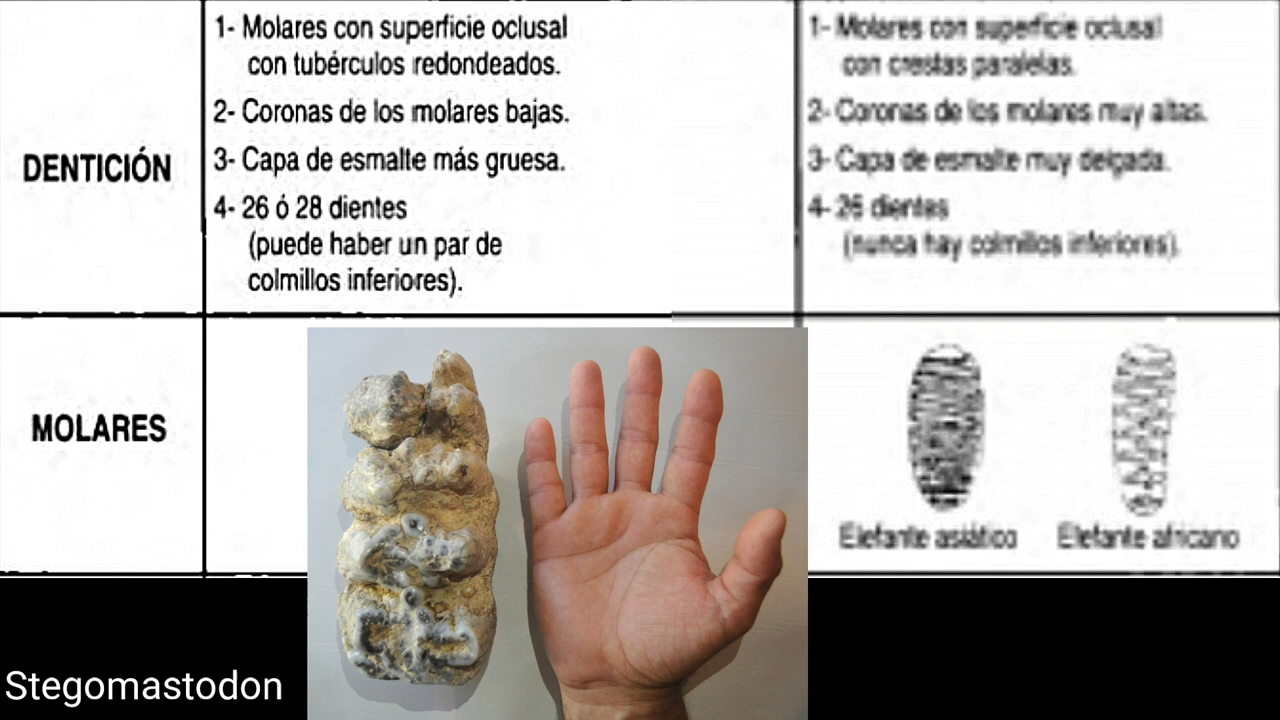 DENTICIÓN
1- Molares con superficie oclusal
con tubérculos redondeados.
2- Coronas de los molares bajas.
3- Capa de esmalte más gruesa.
4- 26 ó 28 dientes
(puede haber un par de
colmillos inferiores).
1- Molares con superficie oclusal
con crestas paralelas.
2- Coronas de los molares muy altas.
3- Capa de esmalte muy delgada.
4- 26 dientes
(nunca hay colmillos inferiores).
MOLARES
Elefante asiático
Elefante africano
Stegomastodon